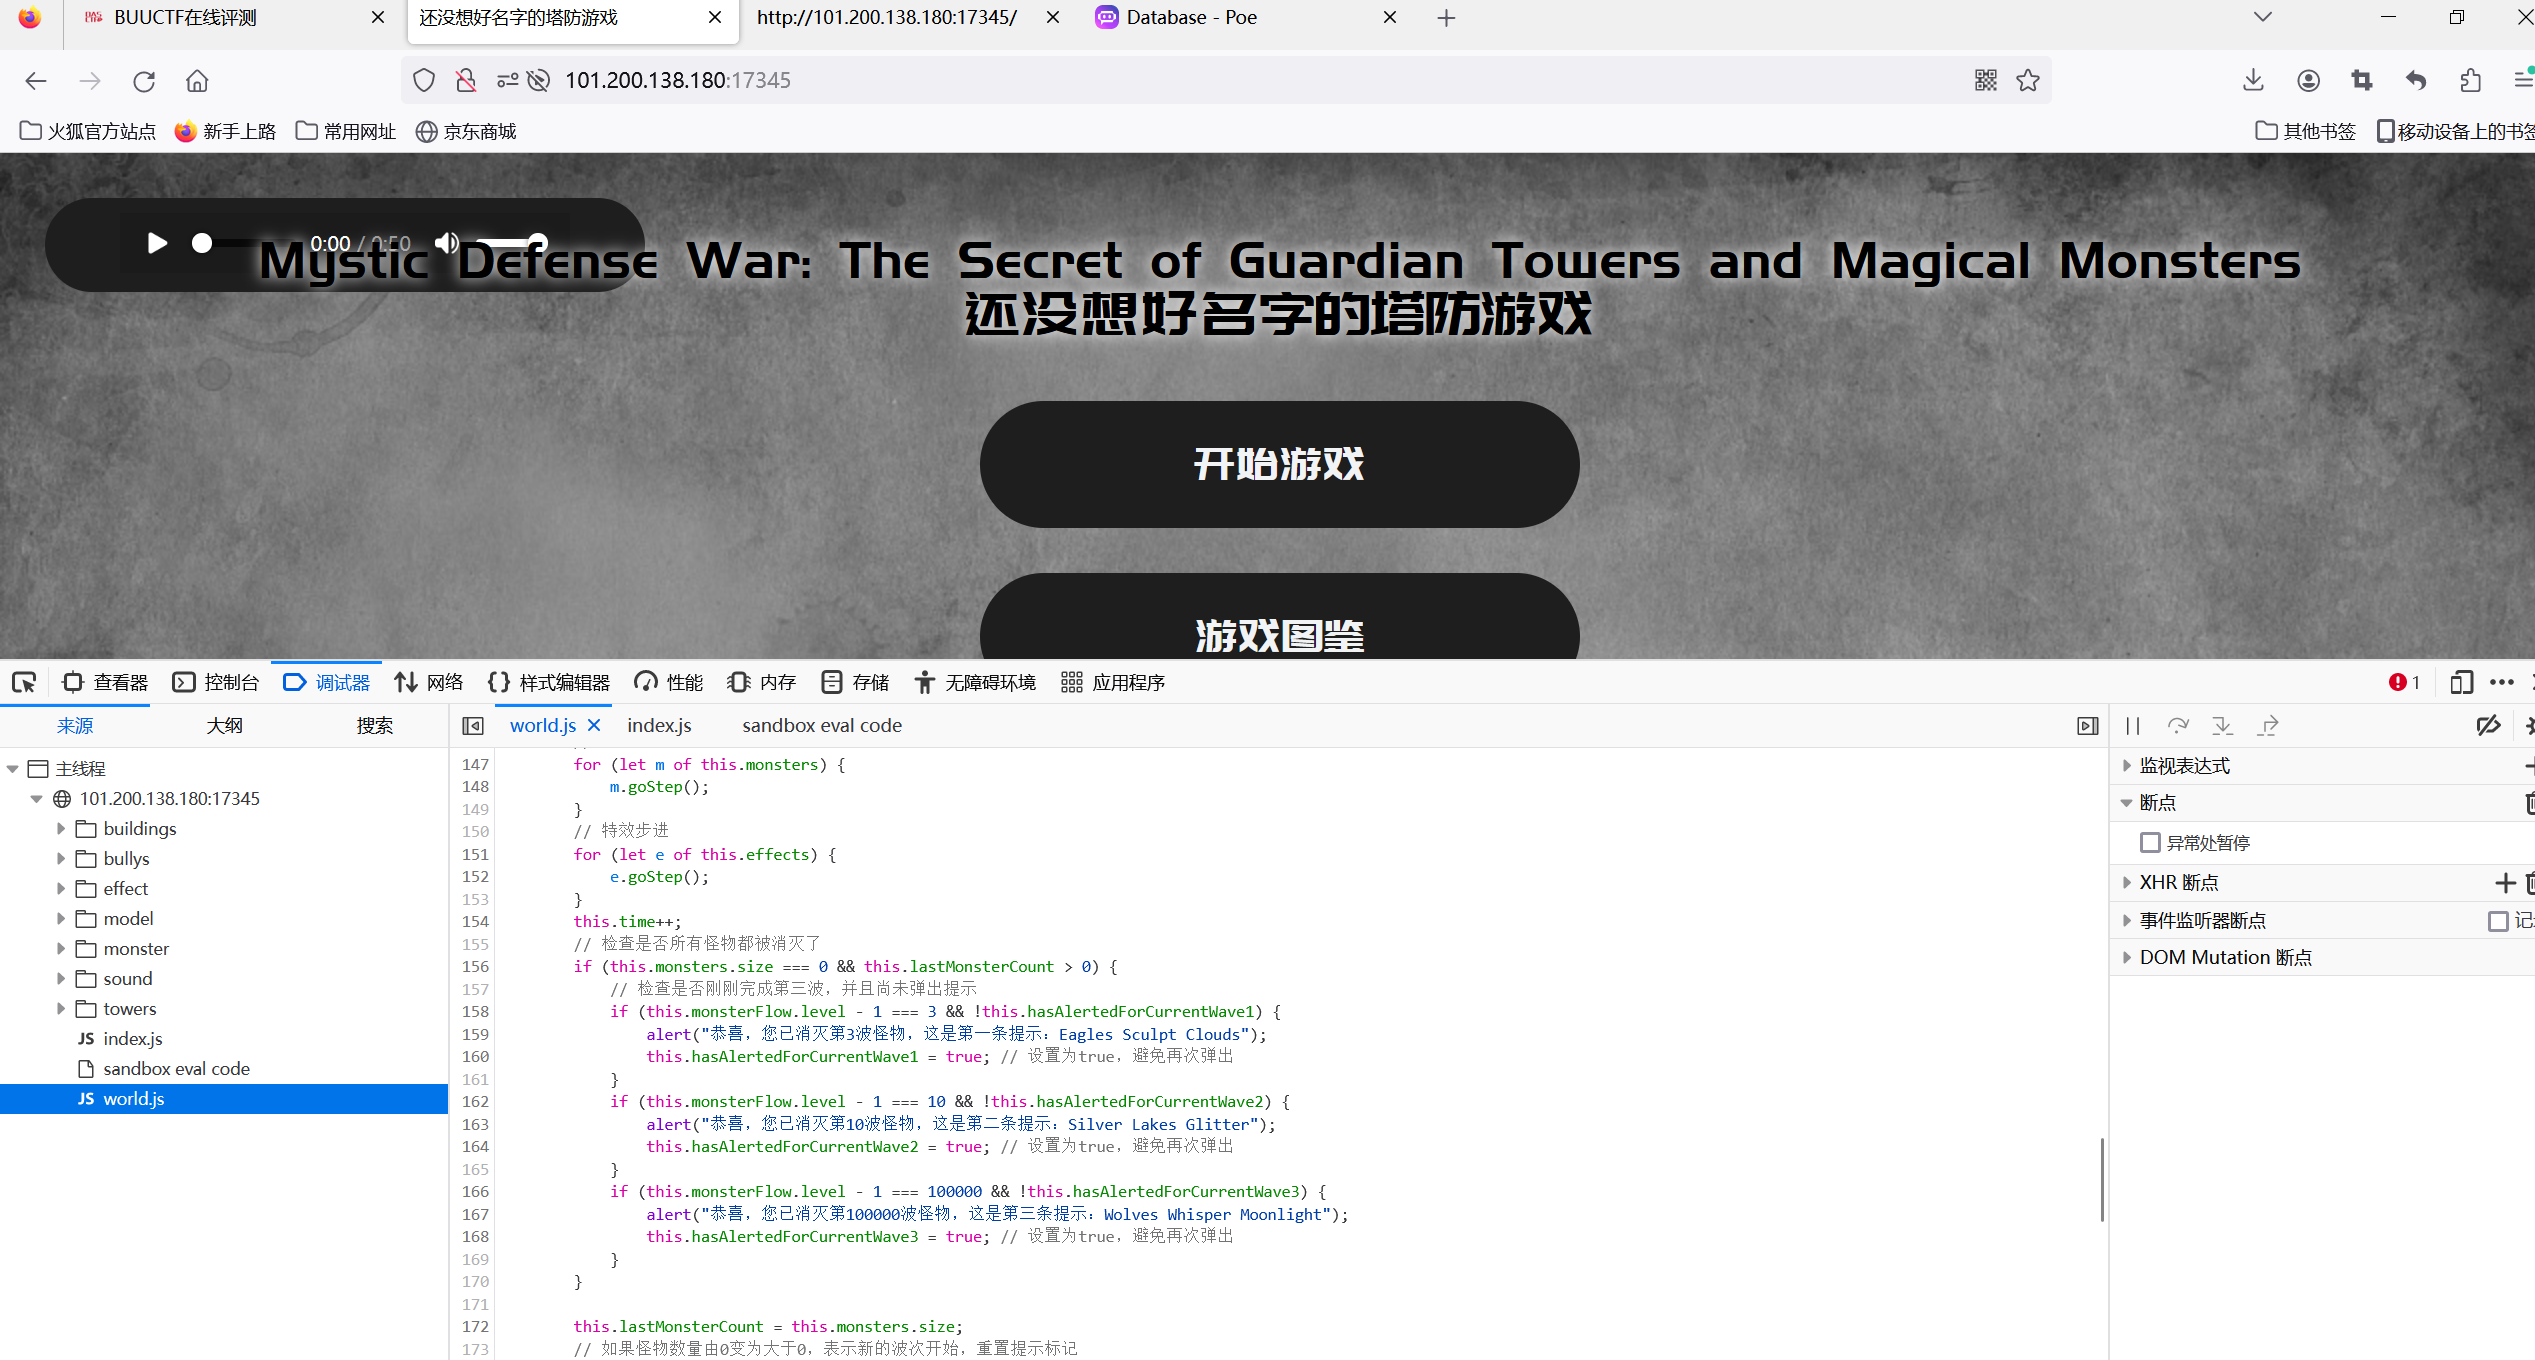 BUUCTF在线评测
还没想好名字的塔防游戏
http://101.200.138.180:17345/
Database - Poe
101.200.138.180:17345
火狐官方站点 新手上路 常用网址 京东商城
其他书签 移动设备上的书签
0:00 / 0:50
Mystic Defense War: The Secret of Guardian Towers and Magical Monsters
还没想好名字的塔防游戏
开始游戏
游戏图鉴
查看器 控制台 调试器 网络 样式编辑器 性能 内存 存储 无障碍环境 应用程序 1
来源 大纲 搜索
world.js index.js sandbox eval code
主线程
101.200.138.180:17345
buildings
bullys
effect
model
monster
sound
towers
JS index.js
sandbox eval code
JS world.js
147 for (let m of this.monsters) {
148 m.goStep();
149 }
150 // 特效步进
151 for (let e of this.effects) {
152 e.goStep();
153 }
154 this.time++;
155 // 检查是否所有怪物都被消灭了
156 if (this.monsters.size === 0 && this.lastMonsterCount > 0) {
157 // 检查是否刚刚完成第三波，并且尚未弹出提示
158 if (this.monsterFlow.level - 1 === 3 && !this.hasAlertedForCurrentWave1) {
159 alert("恭喜，您已消灭第3波怪物，这是第一条提示：Eagles Sculpt Clouds");
160 this.hasAlertedForCurrentWave1 = true; // 设置为true，避免再次弹出
161 }
162 if (this.monsterFlow.level - 1 === 10 && !this.hasAlertedForCurrentWave2) {
163 alert("恭喜，您已消灭第10波怪物，这是第二条提示：Silver Lakes Glitter");
164 this.hasAlertedForCurrentWave2 = true; // 设置为true，避免再次弹出
165 }
166 if (this.monsterFlow.level - 1 === 100000 && !this.hasAlertedForCurrentWave3) {
167 alert("恭喜，您已消灭第100000波怪物，这是第三条提示：Wolves Whisper Moonlight");
168 this.hasAlertedForCurrentWave3 = true; // 设置为true，避免再次弹出
169 }
170 }
171
172 this.lastMonsterCount = this.monsters.size;
173 // 如果怪物数量由0变为大于0，表示新的波次开始，重置提示标记
监视表达式
断点
异常处暂停
XHR 断点
事件监听器断点 记
DOM Mutation 断点